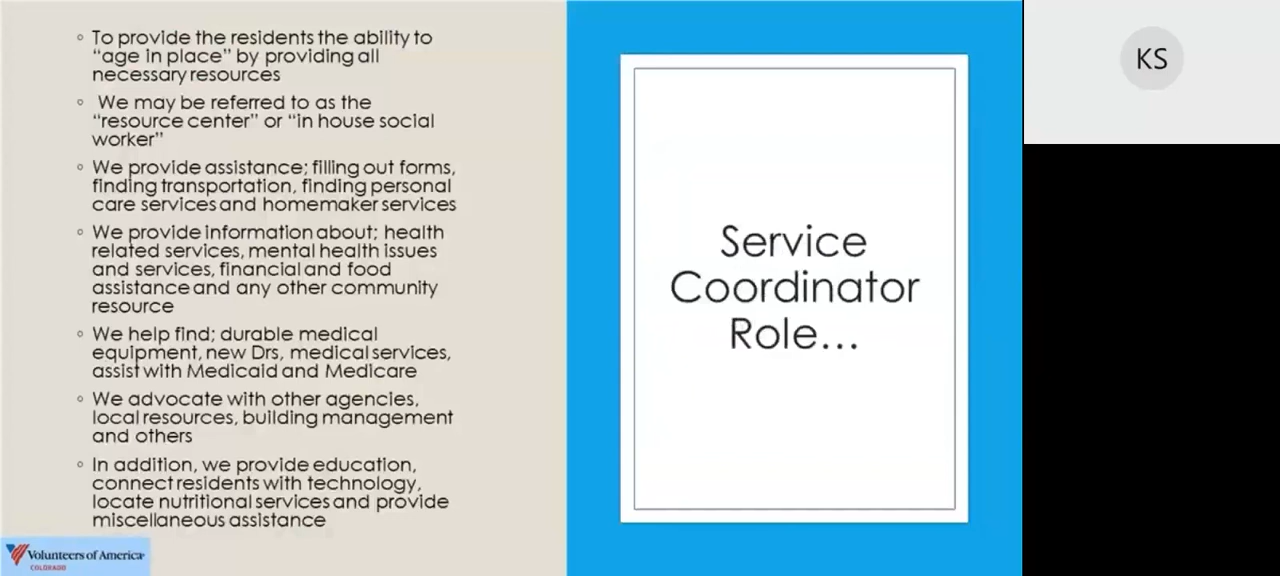 ◦ To provide the residents the ability to
“age in place” by providing all
necessary resources
◦ We may be referred to as the
“resource center” or “in house social
worker”
◦ We provide assistance; filling out forms,
finding transportation, finding personal
care services and homemaker services
◦ We provide information about; health
related services, mental health issues
and services, financial and food
assistance and any other community
resource
◦ We help find; durable medical
equipment, new Drs, medical services,
assist with Medicaid and Medicare
◦ We advocate with other agencies,
local resources, building management
and others
◦ In addition, we provide education,
connect residents with technology,
locate nutritional services and provide
miscellaneous assistance
Volunteers of America
COLORADO
Service
Coordinator
Role…
KS